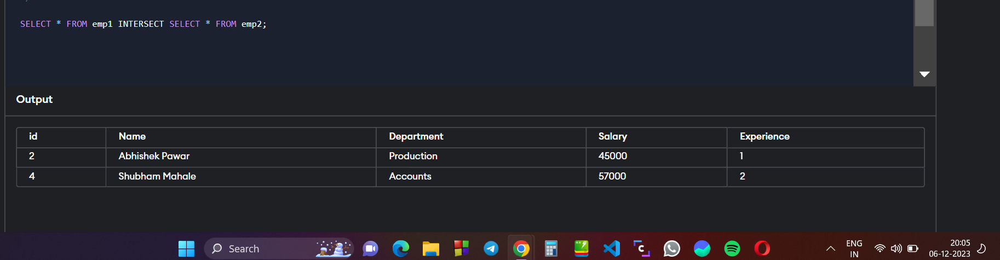 SELECT * FROM emp1 INTERSECT SELECT * FROM emp2;
Output
id Name Department Salary Experience
2 Abhishek Pawar Production 45000 1
4 Shubham Mahale Accounts 57000 2
Search
ENG
IN
20:05
06-12-2023